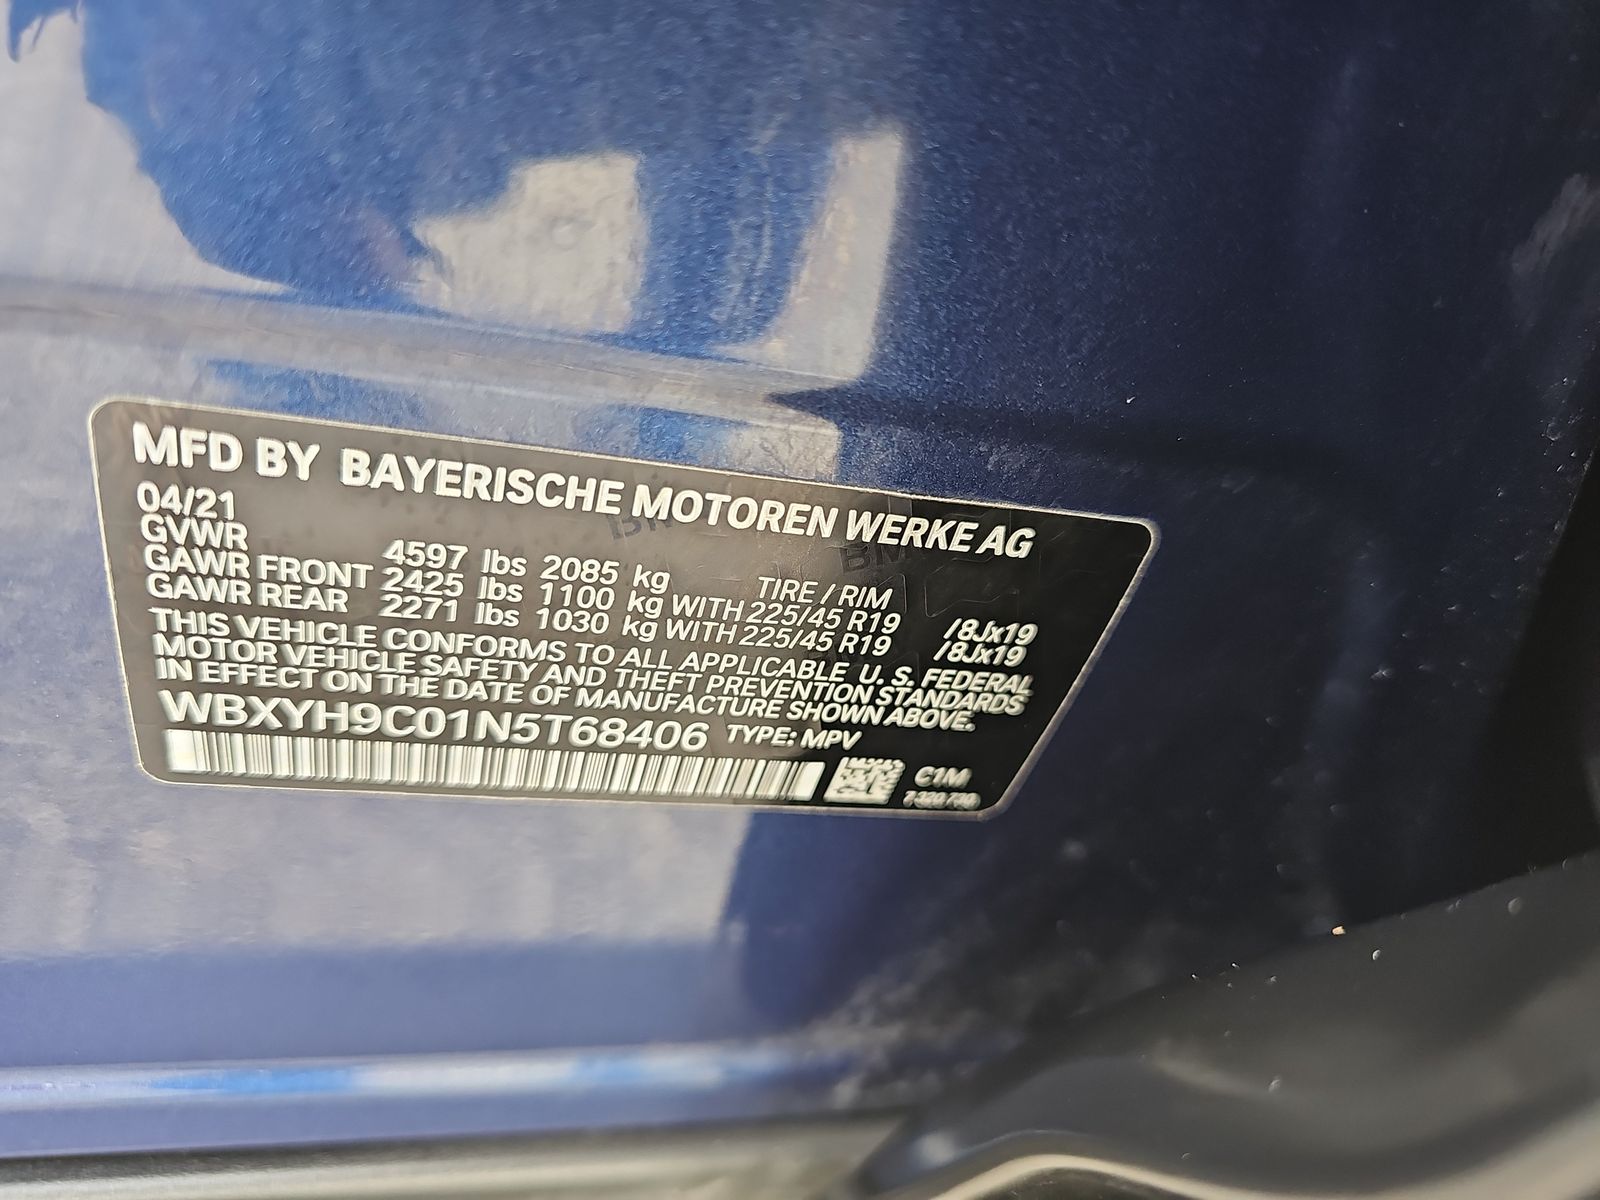 MFD BY BAYERISCHE MOTOREN WERKE AG
04/21
GVWR 4597 lbs 2085 kg TIRE / RIM
GAWR FRONT 2425 lbs 1100 kg WITH 225/45 R19 /8Jx19
GAWR REAR 2271 lbs 1030 kg WITH 225/45 R19 /8Jx19
THIS VEHICLE CONFORMS TO ALL APPLICABLE U. S. FEDERAL
MOTOR VEHICLE SAFETY AND THEFT PREVENTION STANDARDS
IN EFFECT ON THE DATE OF MANUFACTURE SHOWN ABOVE.
WBXYH9C01N5T68406 TYPE: MPV
C1M